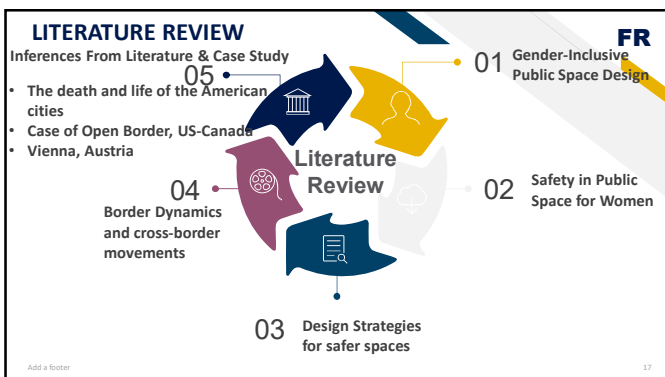 LITERATURE REVIEW
FR
Inferences From Literature & Case Study
05
• The death and life of the American
cities
• Case of Open Border, US-Canada
• Vienna, Austria
01
Gender-Inclusive
Public Space Design
Literature
Review
02
Safety in Public
Space for Women
04
Border Dynamics
and cross-border
movements
03
Design Strategies
for safer spaces
Add a footer
17